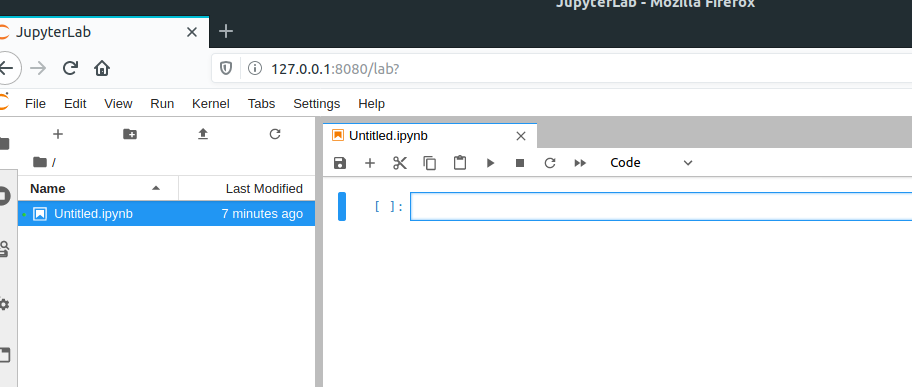 JupyterLab - Mozilla Firefox
JupyterLab
127.0.0.1:8080/lab?
File Edit View Run Kernel Tabs Settings Help
Untitled.ipynb
/
Code
Name Last Modified
Untitled.ipynb 7 minutes ago
[ ]: